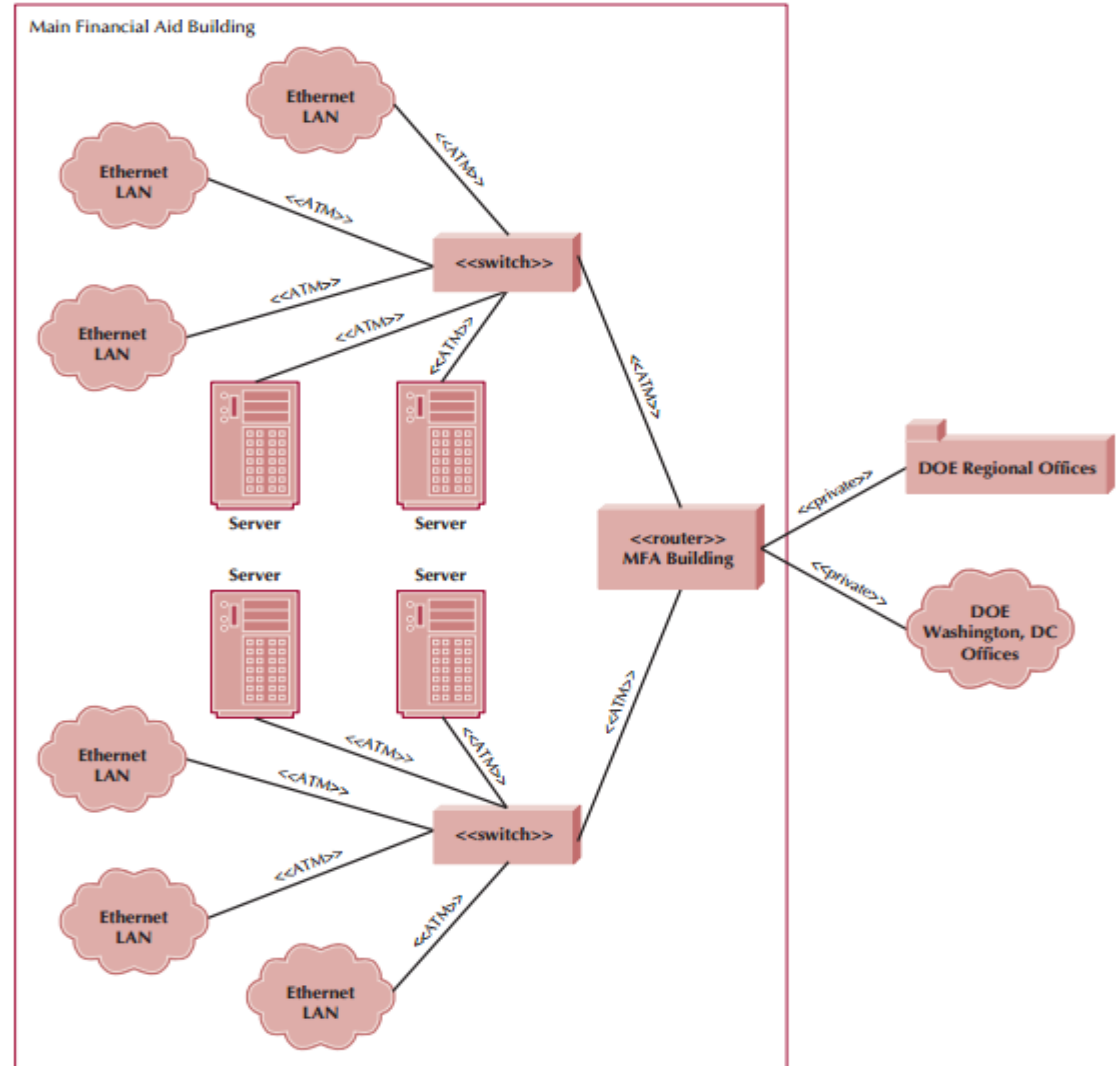 Main Financial Aid Building
Ethernet
LAN
<<ATM>>
Ethernet
LAN
<<ATM>>
<<switch>>
<<ATM>>
Ethernet
LAN
<<ATM>>
<<ATM>>
<<ATM>>
Server
Server
DOE Regional Offices
<<private>>
<<router>>
MFA Building
<<private>>
DOE
Washington, DC
Offices
Server
Server
<<ATM>>
<<ATM>>
<<ATM>>
Ethernet
LAN
<<ATM>>
<<switch>>
<<ATM>>
Ethernet
LAN
<<ATM>>
Ethernet
LAN